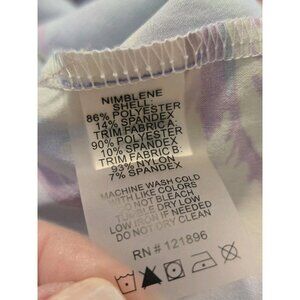 NIMBLENE
SHELL:
86% POLYESTER
14% SPANDEX
TRIM FABRIC A:
90% POLYESTER
10% SPANDEX
TRIM FABRIC B:
93% NYLON
7% SPANDEX
MACHINE WASH COLD
WITH LIKE COLORS
DO NOT BLEACH
TUMBLE DRY LOW
LOW IRON IF NEEDED
DO NOT DRY CLEAN
RN# 121896